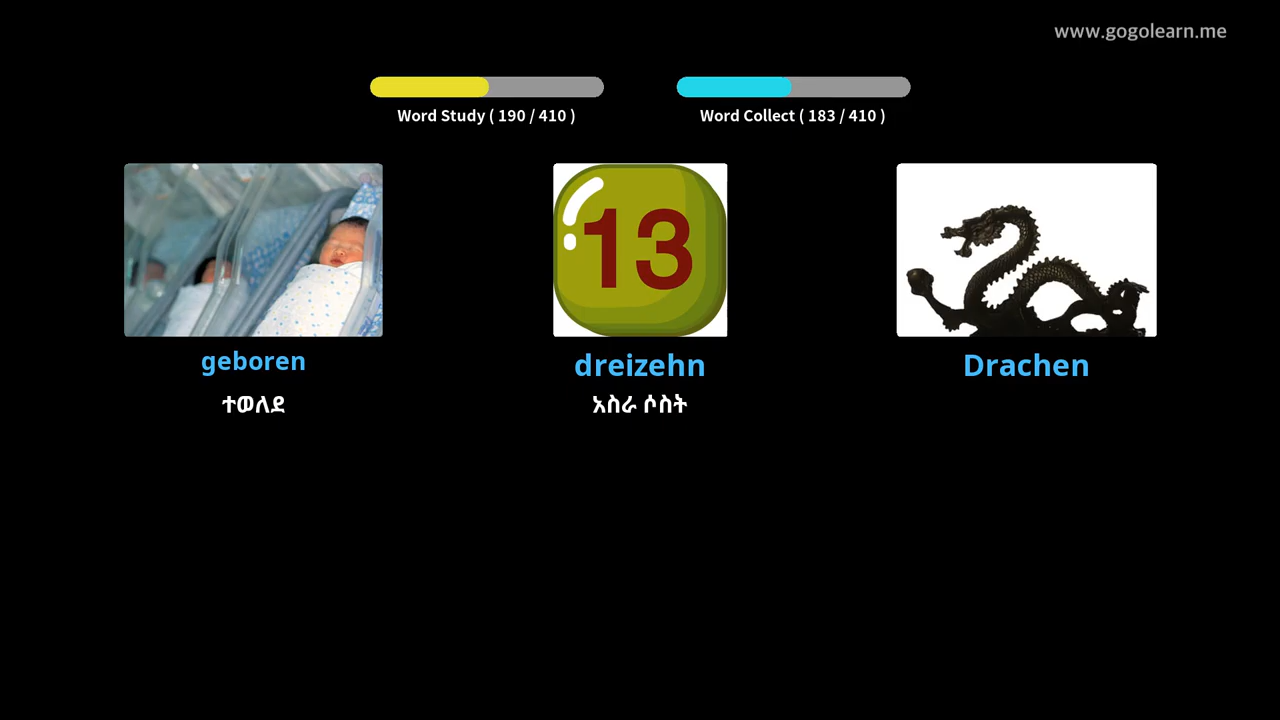 www.gogolearn.me
Word Study ( 190 / 410 )
Word Collect ( 183 / 410 )
13
geboren
dreizehn
Drachen
ተወለደ
አስራ ሶስት